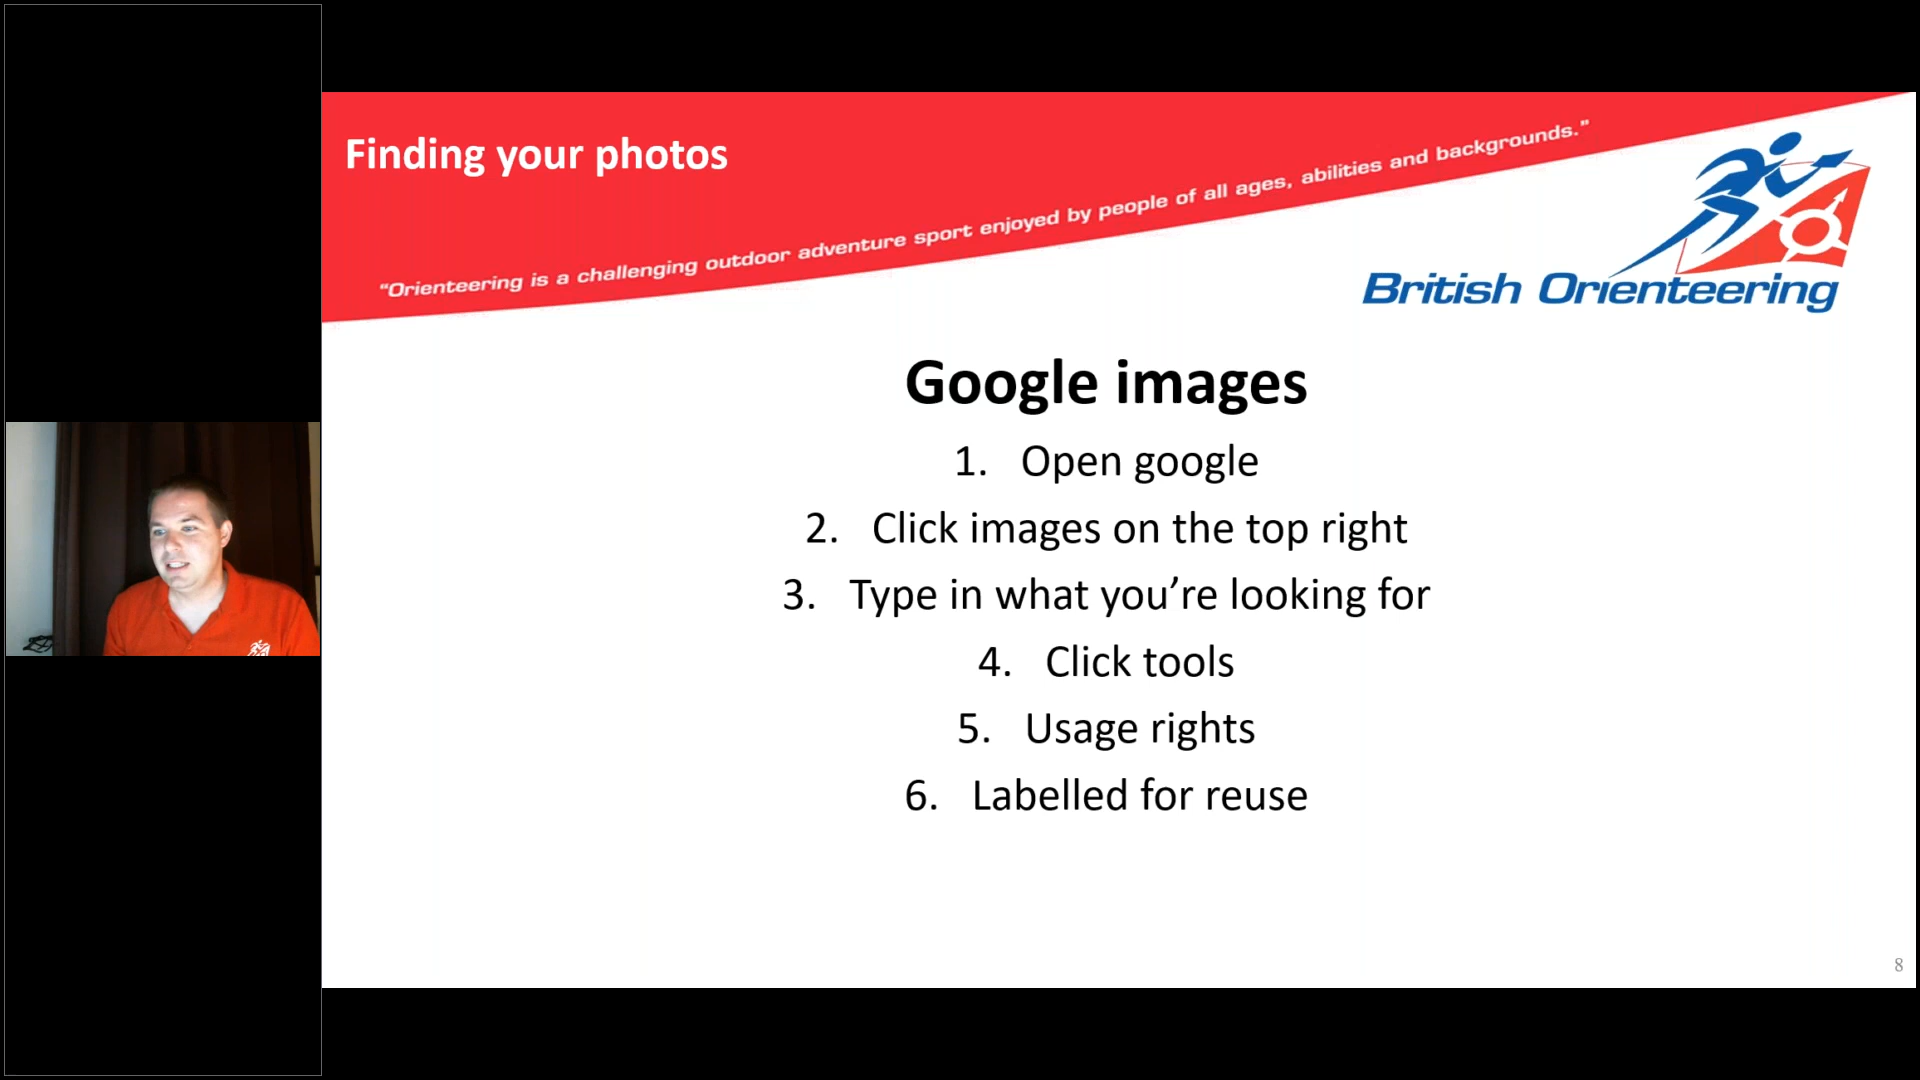 Finding your photos
“Orienteering is a challenging outdoor adventure sport enjoyed by people of all ages, abilities and backgrounds.”
British Orienteering
Google images
1. Open google
2. Click images on the top right
3. Type in what you’re looking for
4. Click tools
5. Usage rights
6. Labelled for reuse
8